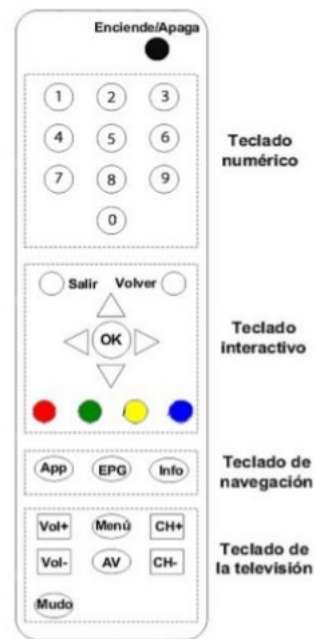 Enciende/Apaga
1 2 3
4 5 6
7 8 9
0
Teclado
numérico
Salir Volver
OK
Teclado
interactivo
App EPG Info
Teclado de
navegación
Vol+ Menú CH+
Vol- AV CH-
Mudo
Teclado de
la televisión